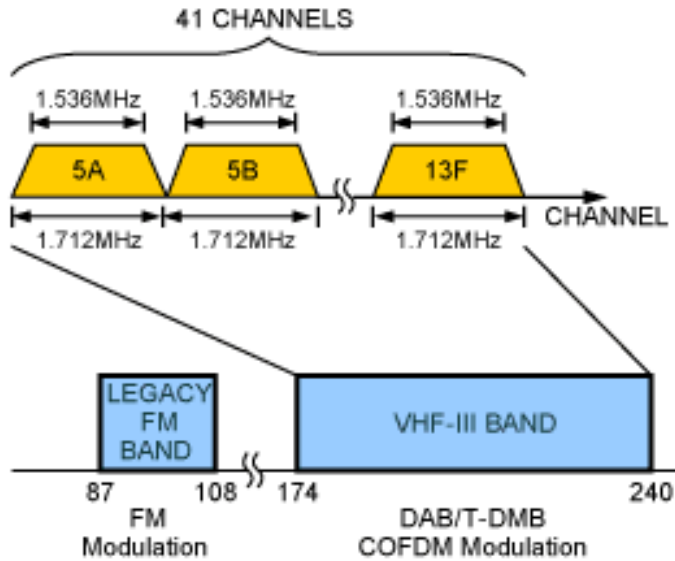 41 CHANNELS
1.536MHz 1.536MHz 1.536MHz
5A 5B 13F
CHANNEL
1.712MHz 1.712MHz 1.712MHz
LEGACY
FM
BAND
VHF-III BAND
87 108 174 240
FM
Modulation
DAB/T-DMB
COFDM Modulation